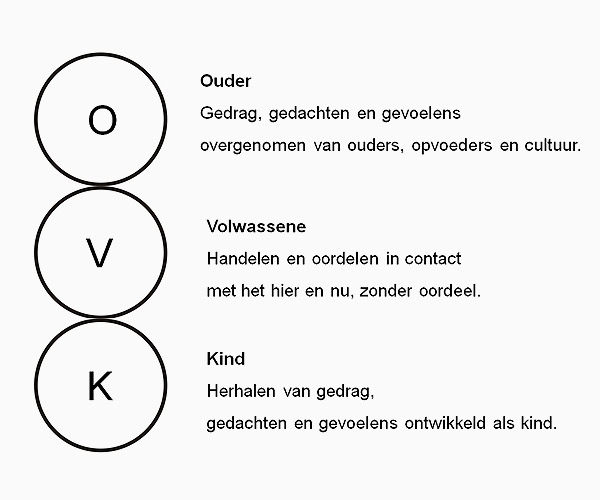 O
Ouder
Gedrag, gedachten en gevoelens
overgenomen van ouders, opvoeders en cultuur.
V
Volwassene
Handelen en oordelen in contact
met het hier en nu, zonder oordeel.
K
Kind
Herhalen van gedrag,
gedachten en gevoelens ontwikkeld als kind.